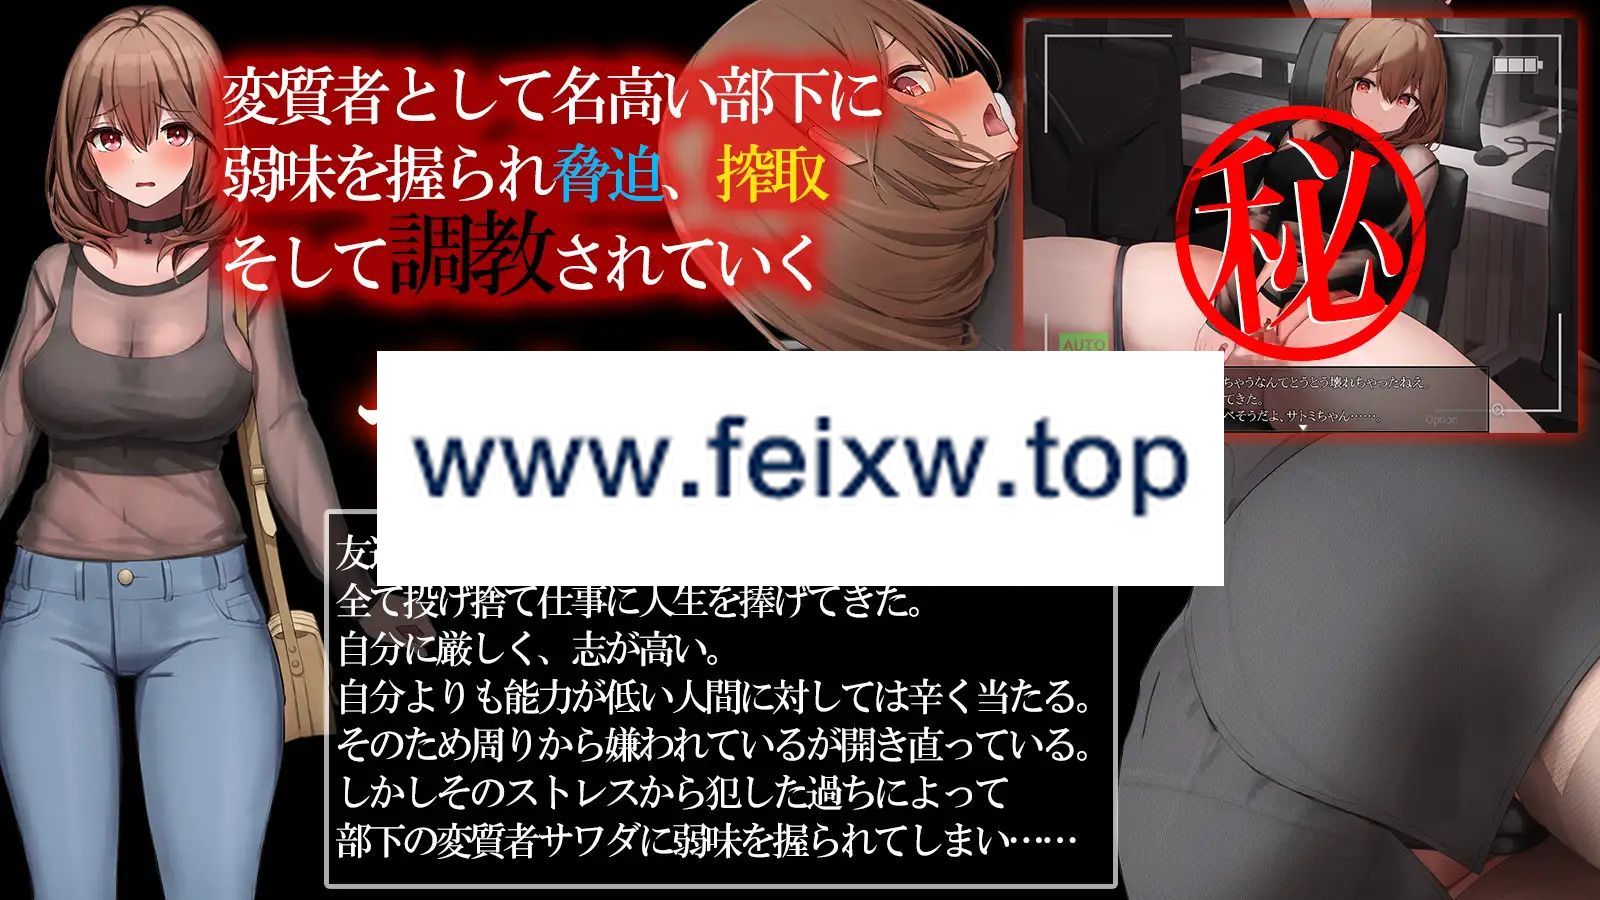 変質者として名高い部下に
弱味を握られ脅迫、搾取
そして調教されていく
秘
AUTO
ちゃうなんてとうとう壊れちゃったねえ。
てきた。
そうだよ、サトミちゃん……。
Option
www.feixw.top
友
全て投げ捨て仕事に人生を捧げてきた。
自分に厳しく、志が高い。
自分よりも能力が低い人間に対しては辛く当たる。
そのため周りから嫌われているが開き直っている。
しかしそのストレスから犯した過ちによって
部下の変質者サワダに弱味を握られてしまい……